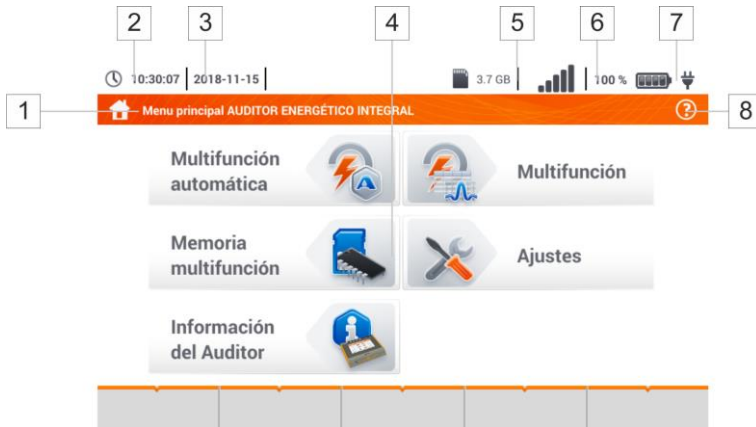 2
3
4
5
6
7
10:30:07 2018-11-15 3.7 GB 100 %
1
Menu principal AUDITOR ENERGÉTICO INTEGRAL
?
8
Multifunción
automática
A
Multifunción
Memoria
multifunción
Ajustes
Información
del Auditor
i